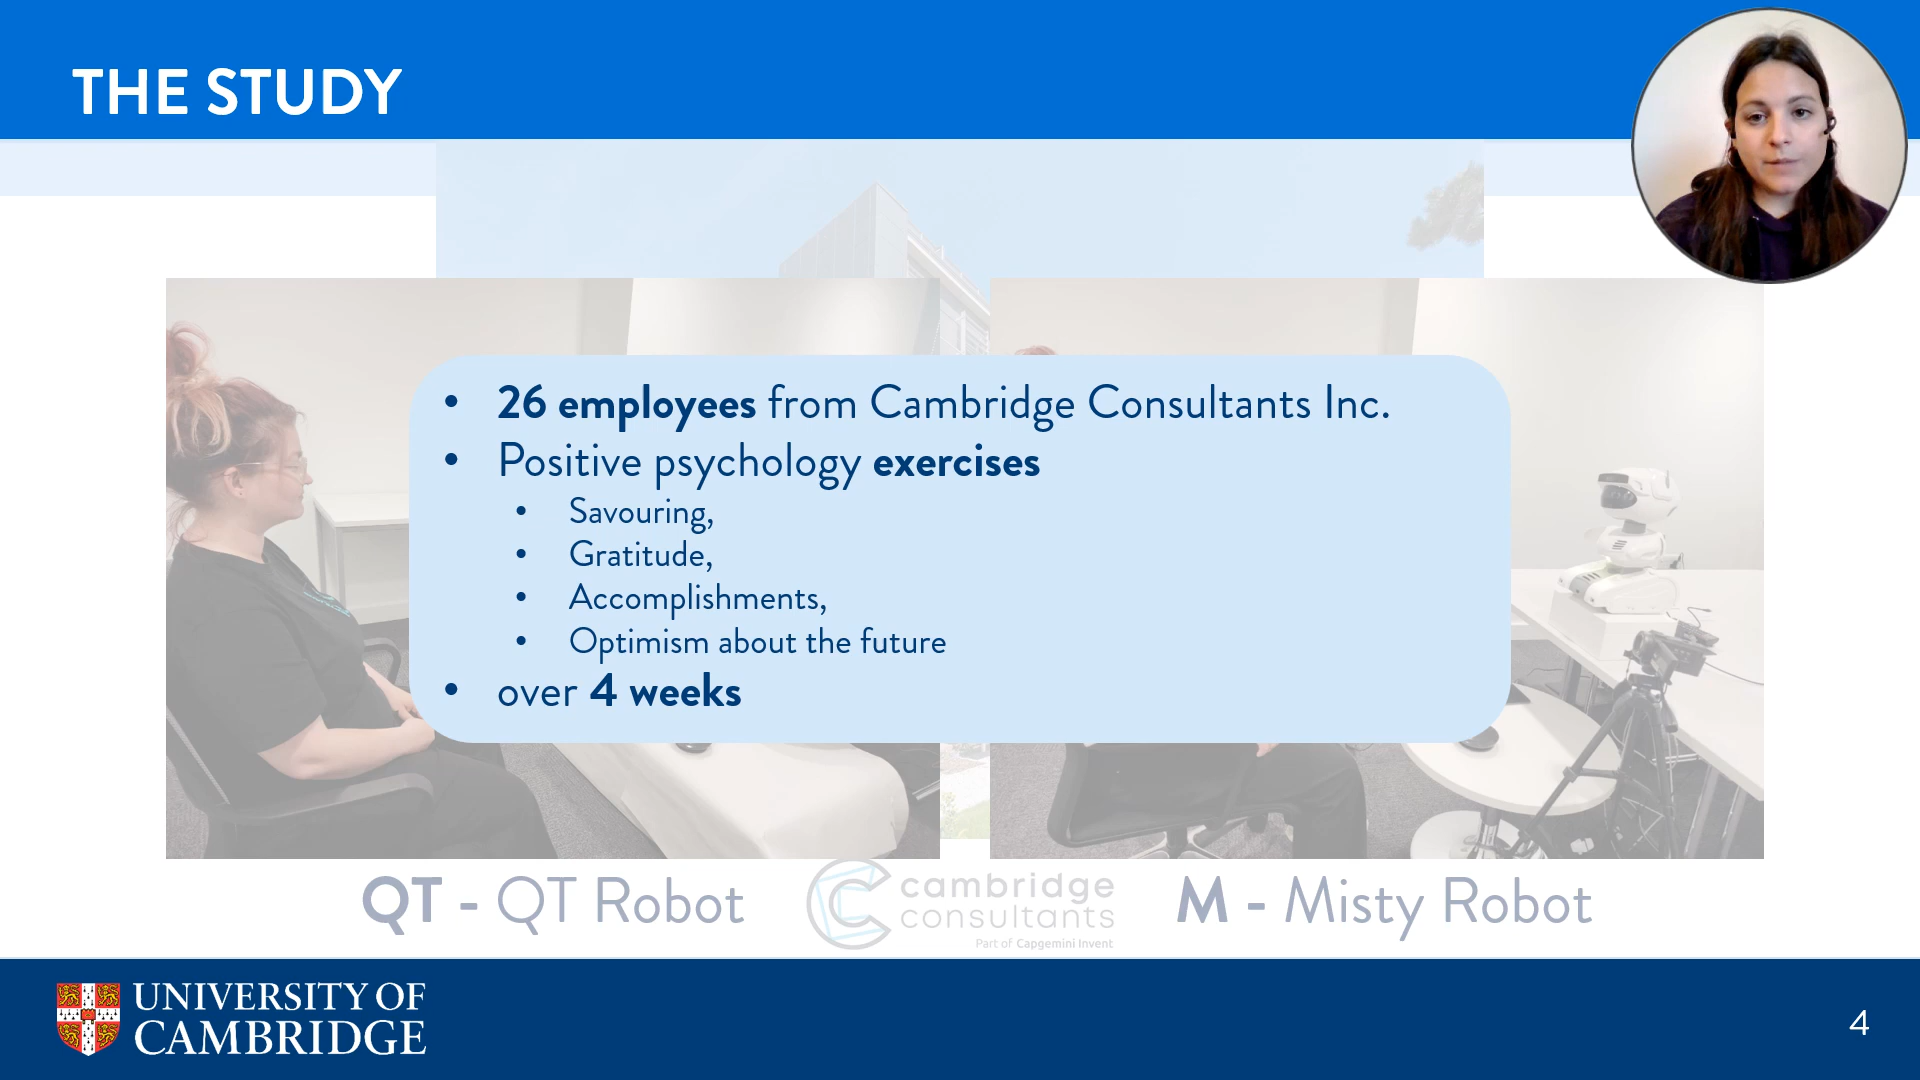 THE STUDY
• 26 employees from Cambridge Consultants Inc.
• Positive psychology exercises
• Savouring,
• Gratitude,
• Accomplishments,
• Optimism about the future
• over 4 weeks
QT - QT Robot
cambridge
consultants
Part of Capgemini Invent
M - Misty Robot
UNIVERSITY OF
CAMBRIDGE
4